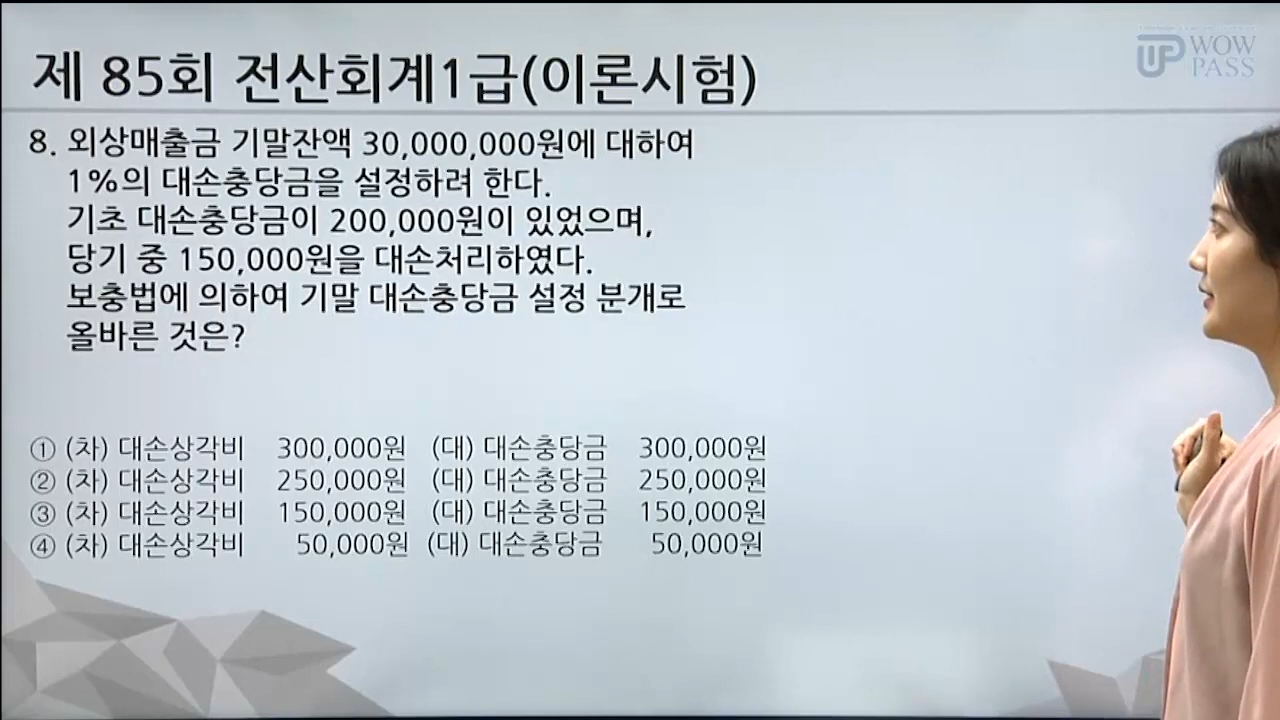 제 85회 전산회계1급(이론시험)
UP WOW PASS
8. 외상매출금 기말잔액 30,000,000원에 대하여
1%의 대손충당금을 설정하려 한다.
기초 대손충당금이 200,000원이 있었으며,
당기 중 150,000원을 대손처리하였다.
보충법에 의하여 기말 대손충당금 설정 분개로
올바른 것은?
① (차) 대손상각비 300,000원 (대) 대손충당금 300,000원
② (차) 대손상각비 250,000원 (대) 대손충당금 250,000원
③ (차) 대손상각비 150,000원 (대) 대손충당금 150,000원
④ (차) 대손상각비 50,000원 (대) 대손충당금 50,000원